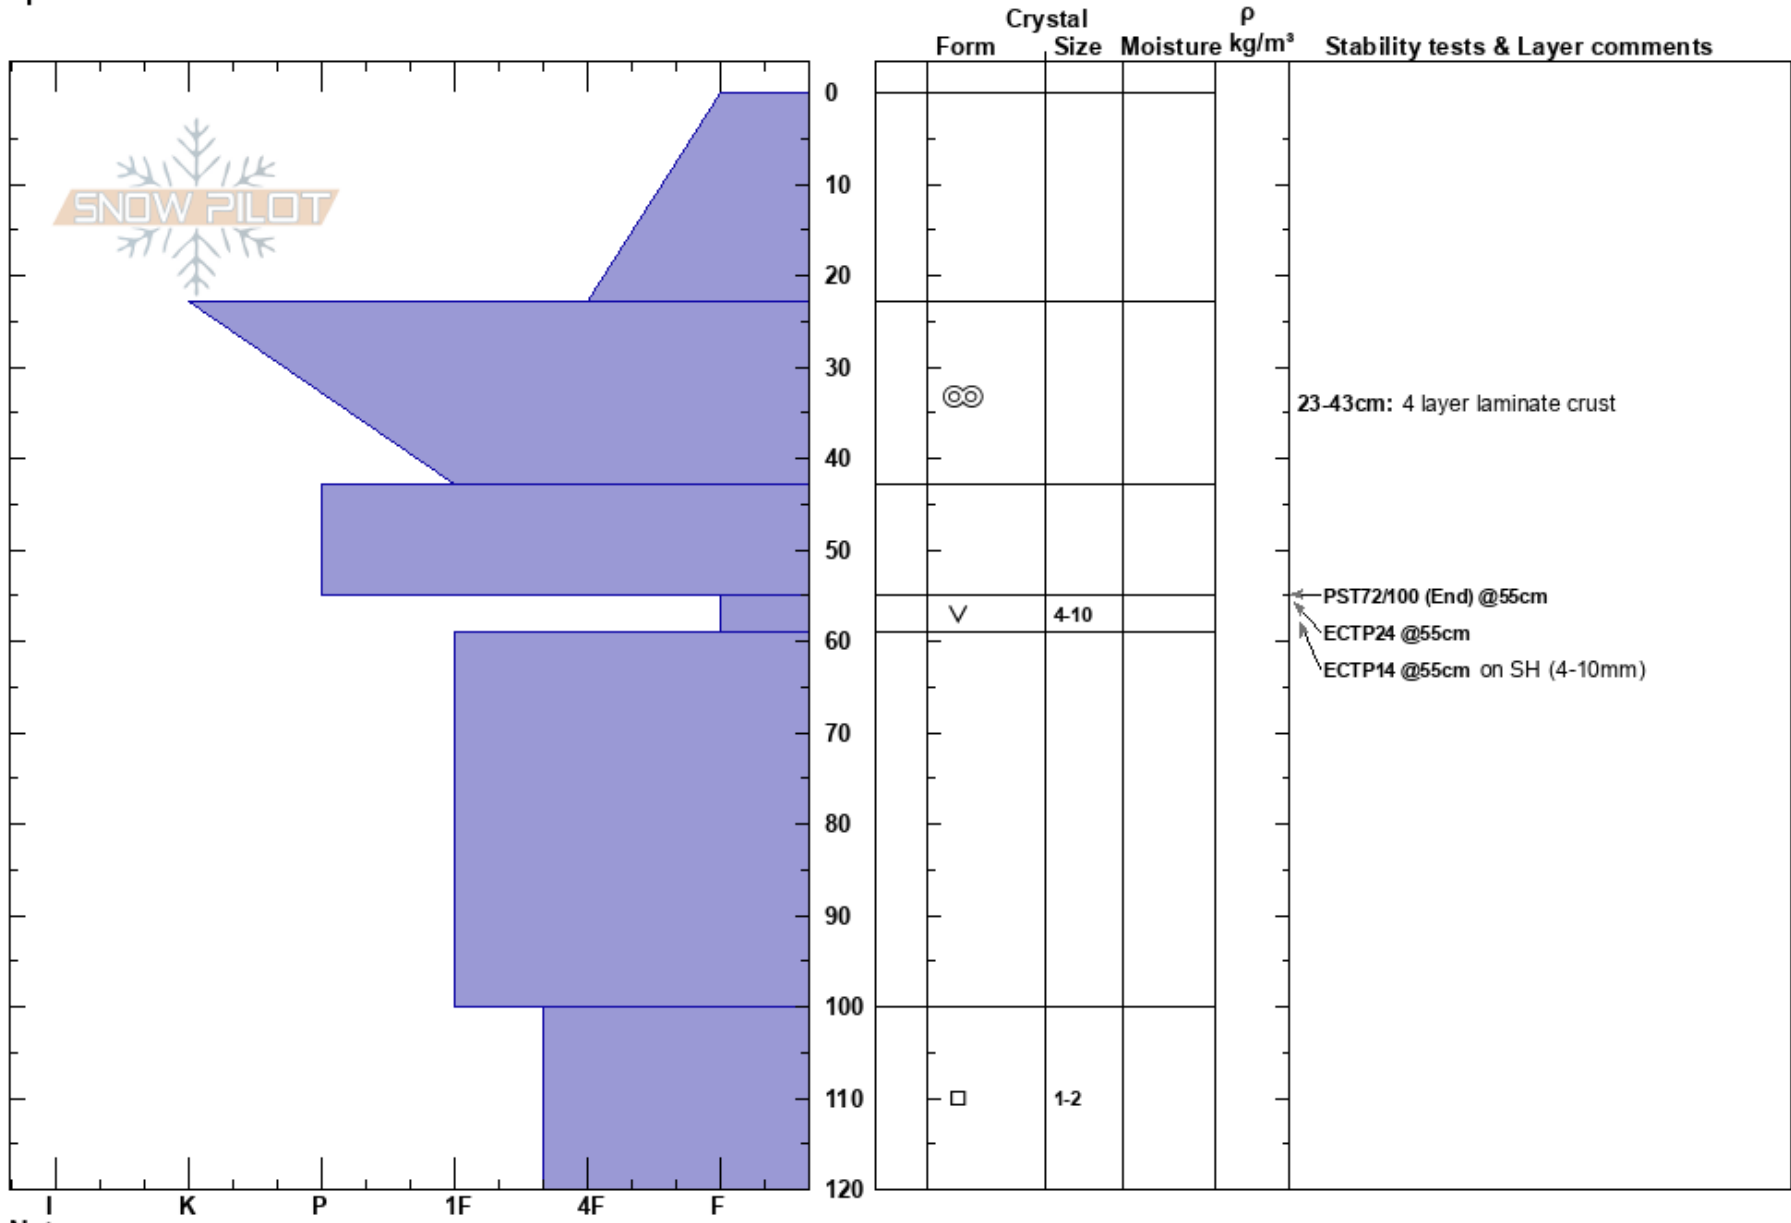 Crystal
ρ
Form Size Moisture kg/m³ Stability tests & Layer comments
SNOW PILOT
0
10
20
30
23-43cm: 4 layer laminate crust
40
50
PST72/100 (End) @55cm
4-10
ECTP24 @55cm
60
ECTP14 @55cm on SH (4-10mm)
70
80
90
100
110
1-2
120
I K P 1F 4F F